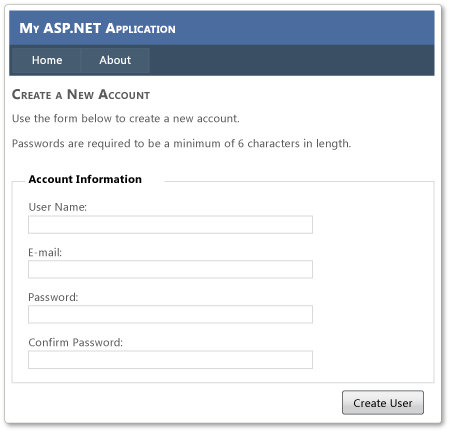 My ASP.NET Application
Home About
Create a New Account
Use the form below to create a new account.
Passwords are required to be a minimum of 6 characters in length.
Account Information
User Name:
E-mail:
Password:
Confirm Password:
Create User